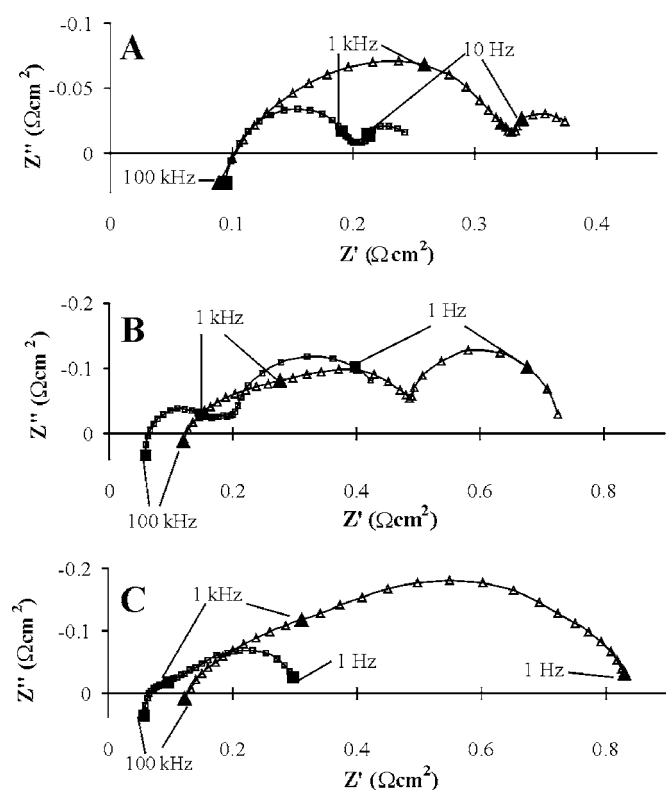 -0.1
A
1 kHz
10 Hz
-0.05
Z" (Ωcm²)
0
100 kHz
0 0.1 0.2 0.3 0.4
Z' (Ωcm²)
-0.2
B
1 kHz
1 Hz
-0.1
Z" (Ωcm²)
0
0 0.2 0.4 0.6 0.8
100 kHz
Z' (Ωcm²)
-0.2
C
1 kHz
-0.1
Z" (Ωcm²)
1 Hz
1 Hz
0
100 kHz
0 0.2 0.4 0.6 0.8
Z' (Ωcm²)